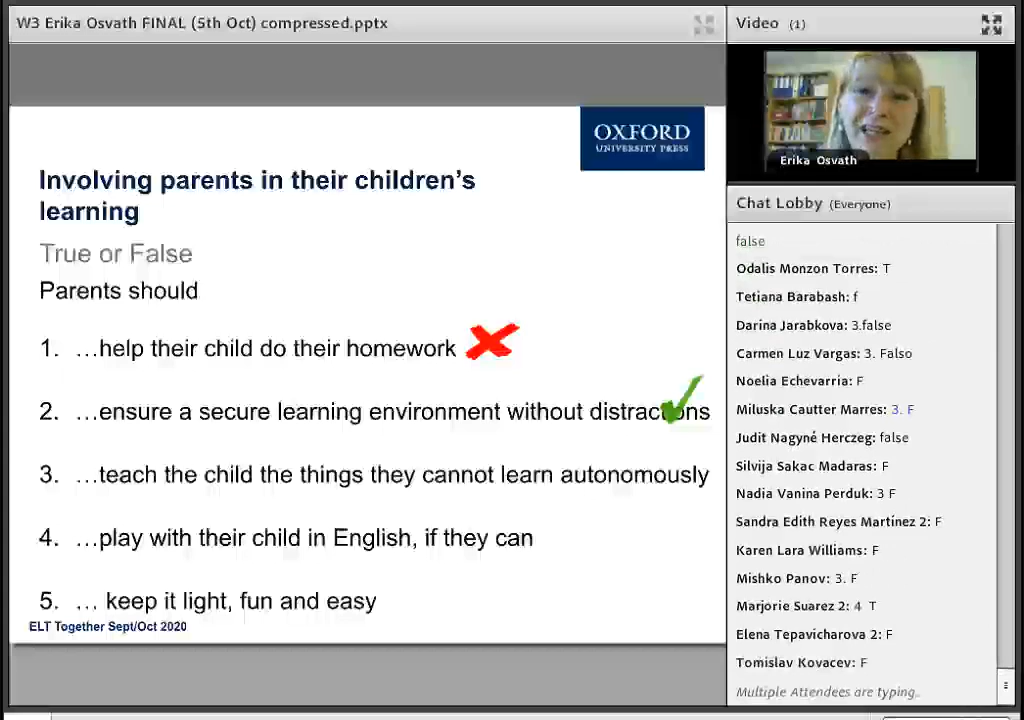 W3 Erika Osvath FINAL (5th Oct) compressed.pptx
OXFORD
UNIVERSITY PRESS
Involving parents in their children's
learning
True or False
Parents should
1. …help their child do their homework
2. …ensure a secure learning environment without distractions
3. …teach the child the things they cannot learn autonomously
4. …play with their child in English, if they can
5. … keep it light, fun and easy
ELT Together Sept/Oct 2020
Video (1)
Erika Osvath
Chat Lobby (Everyone)
false
Odalis Monzon Torres: T
Tetiana Barabash: f
Darina Jarabkova: 3.false
Carmen Luz Vargas: 3. Falso
Noelia Echevarria: F
Miluska Cautter Marres: 3. F
Judit Nagyné Herczeg: false
Silvija Sakac Madaras: F
Nadia Vanina Perduk: 3 F
Sandra Edith Reyes Martínez 2: F
Karen Lara Williams: F
Mishko Panov: 3. F
Marjorie Suarez 2: 4 T
Elena Tepavicharova 2: F
Tomislav Kovacev: F
Multiple Attendees are typing.